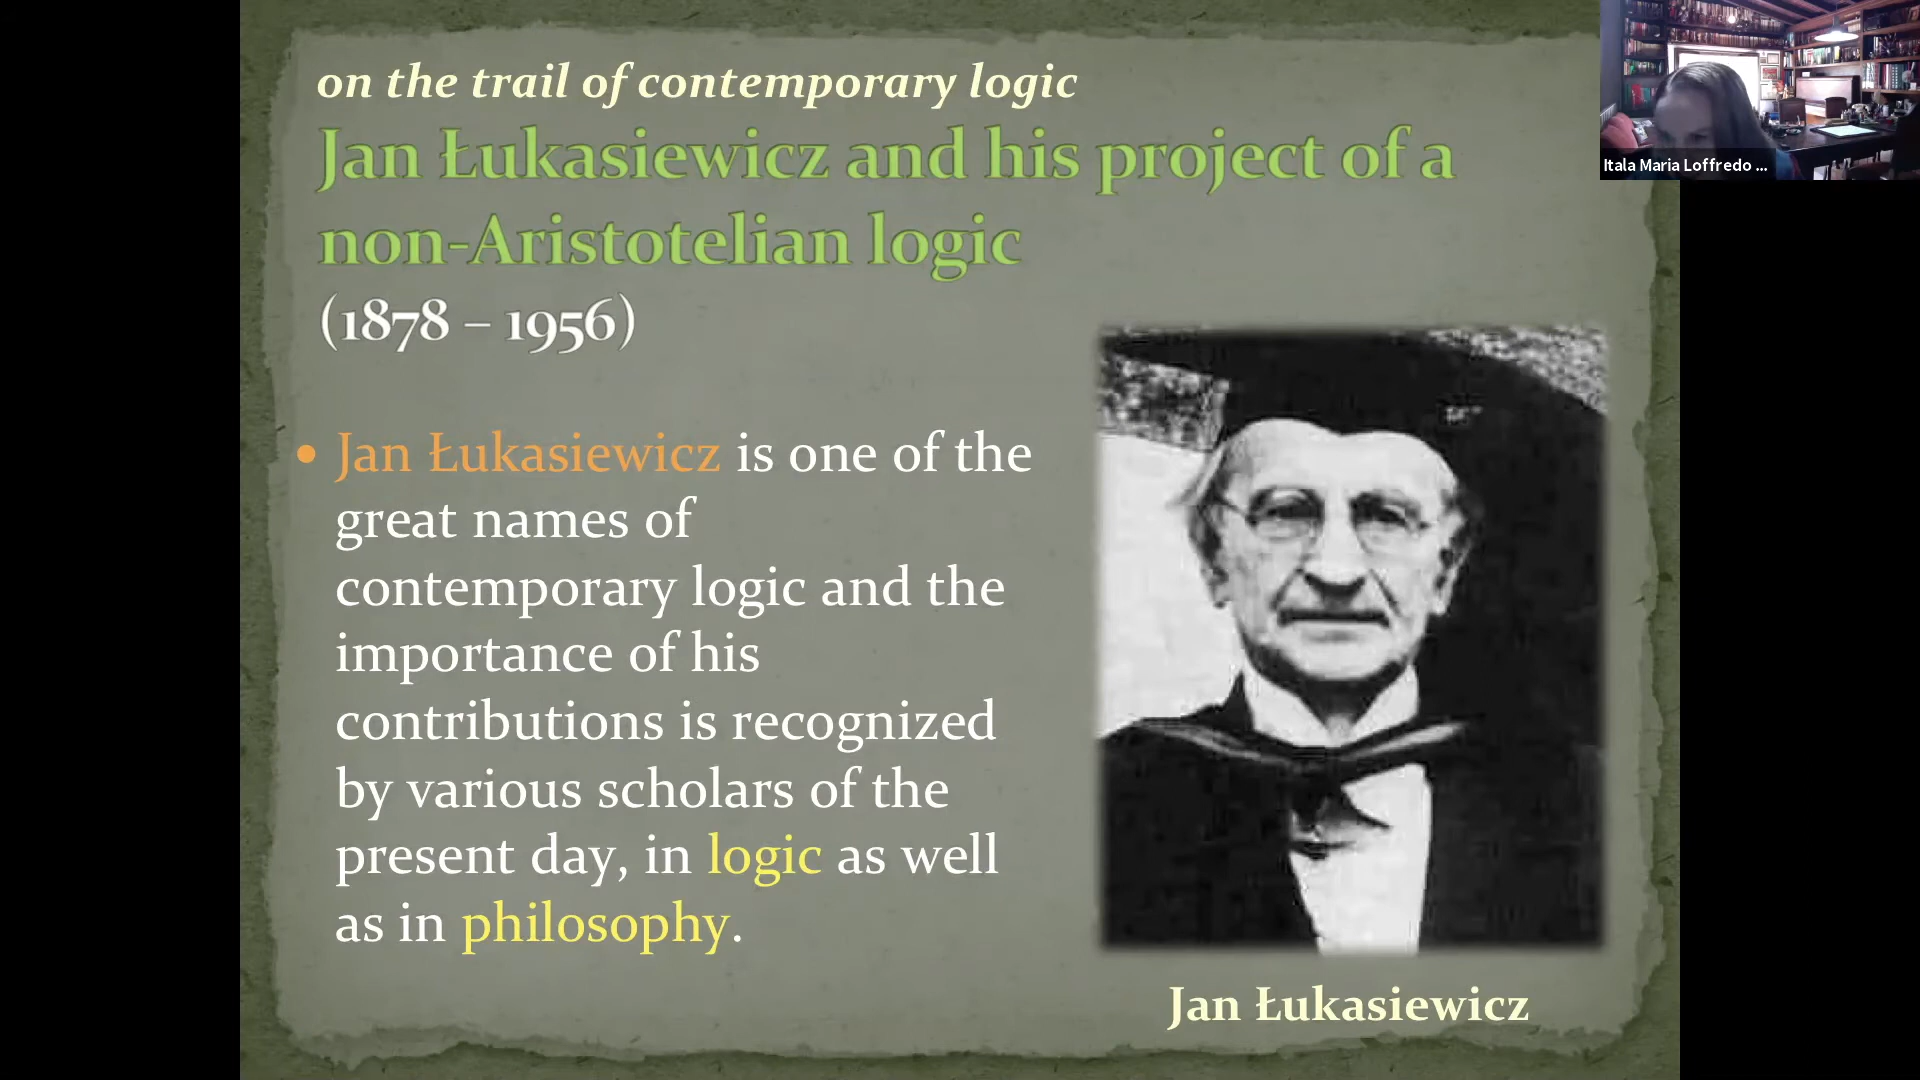 on the trail of contemporary logic
Jan Łukasiewicz and his project of a
non-Aristotelian logic
(1878 – 1956)
• Jan Łukasiewicz is one of the
great names of
contemporary logic and the
importance of his
contributions is recognized
by various scholars of the
present day, in logic as well
as in philosophy.
Jan Łukasiewicz
Itala Maria Loffredo ...